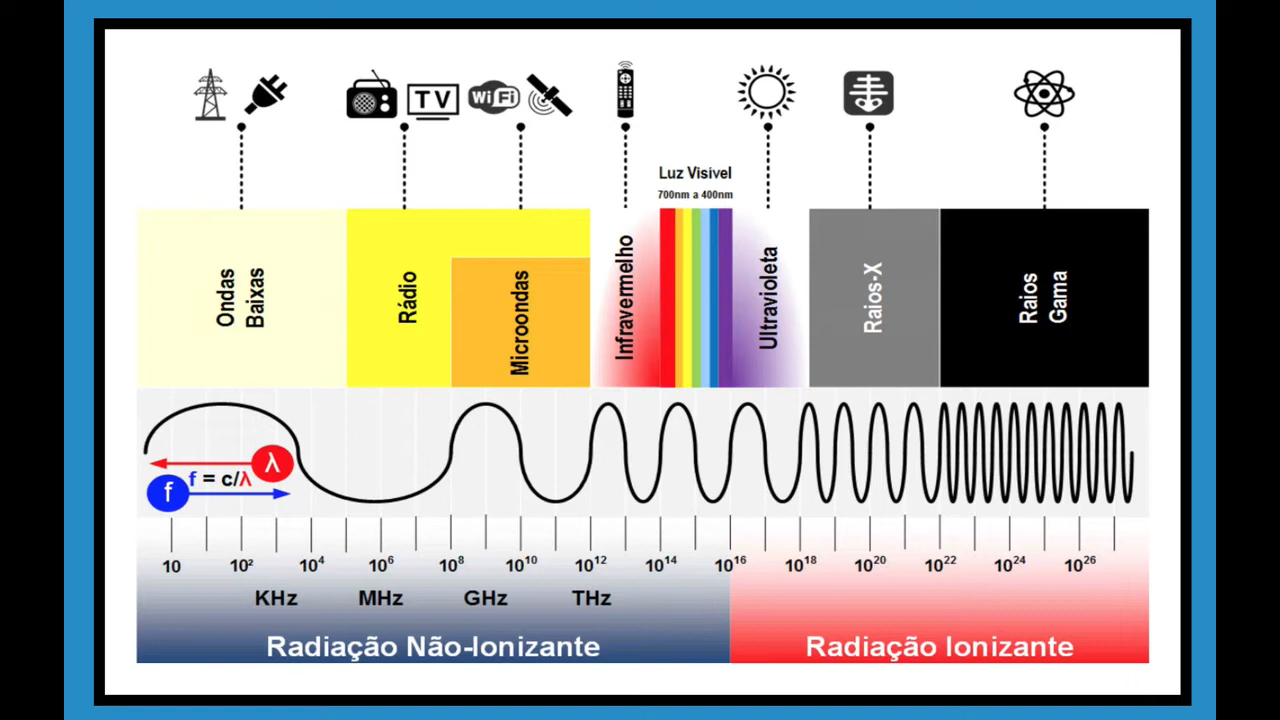 TV
WiFi
Luz Visivel
700nm a 400nm
Ondas
Baixas
Rádio
Microondas
Infravermelho
Ultravioleta
Raios-X
Raios
Gama
λ
f = c/λ
f
10 10² 10⁴ 10⁶ 10⁸ 10¹⁰ 10¹² 10¹⁴ 10¹⁶ 10¹⁸ 10²⁰ 10²² 10²⁴ 10²⁶
KHz MHz GHz THz
Radiação Não-Ionizante Radiação Ionizante